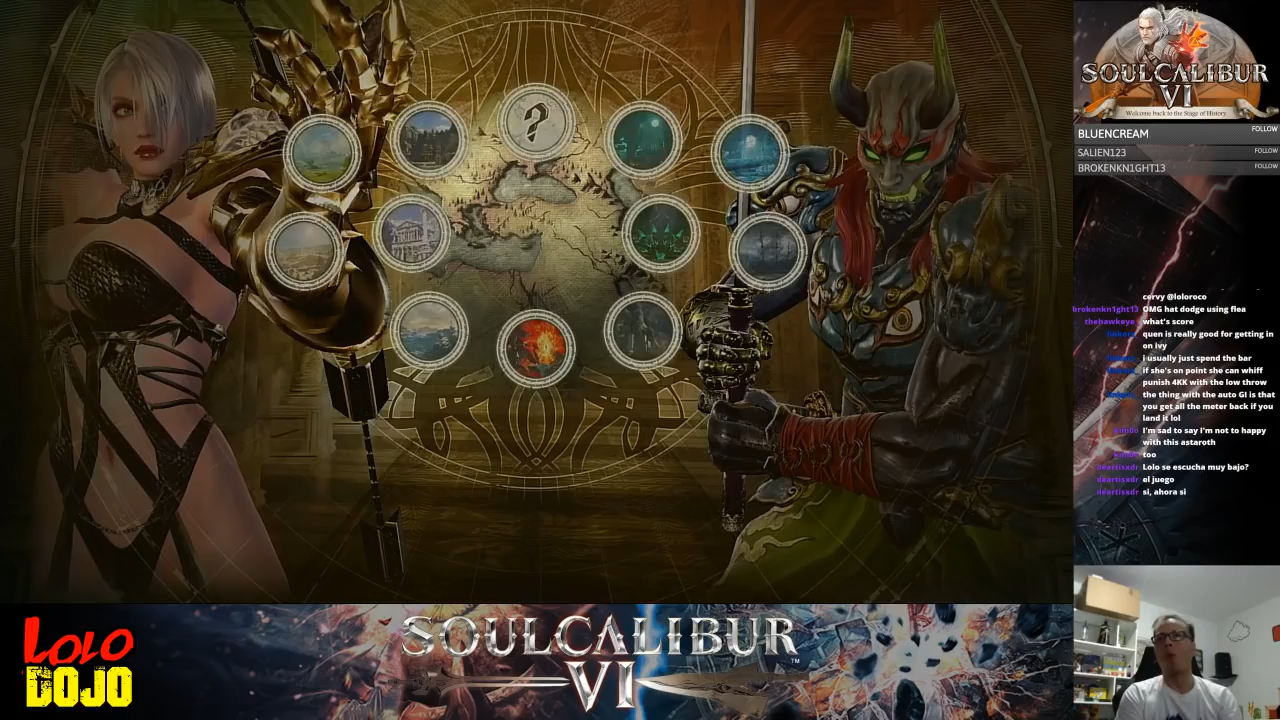 ?
SOULCALIBUR
VI
Welcome back to the Stage of History.
BLUENCREAM FOLLOW
SALIEN123 FOLLOW
BROKENKN1GHT13 FOLLOW
cervy @loloroco
brokenkn1ght13 OMG hat dodge using flea
thehawkeye what's score
quen is really good for getting in
on ivy
i usually just spend the bar
if she's on point she can whiff
punish 4KK with the low throw
the thing with the auto GI is that
you get all the meter back if you
land it lol
I'm sad to say I'm not to happy
with this astaroth
too
deartisxdr Lolo se escucha muy bajo?
deartisxdr el juego
deartisxdr si, ahora si
LOLO
DOJO
SOULCALIBUR
VI
TM